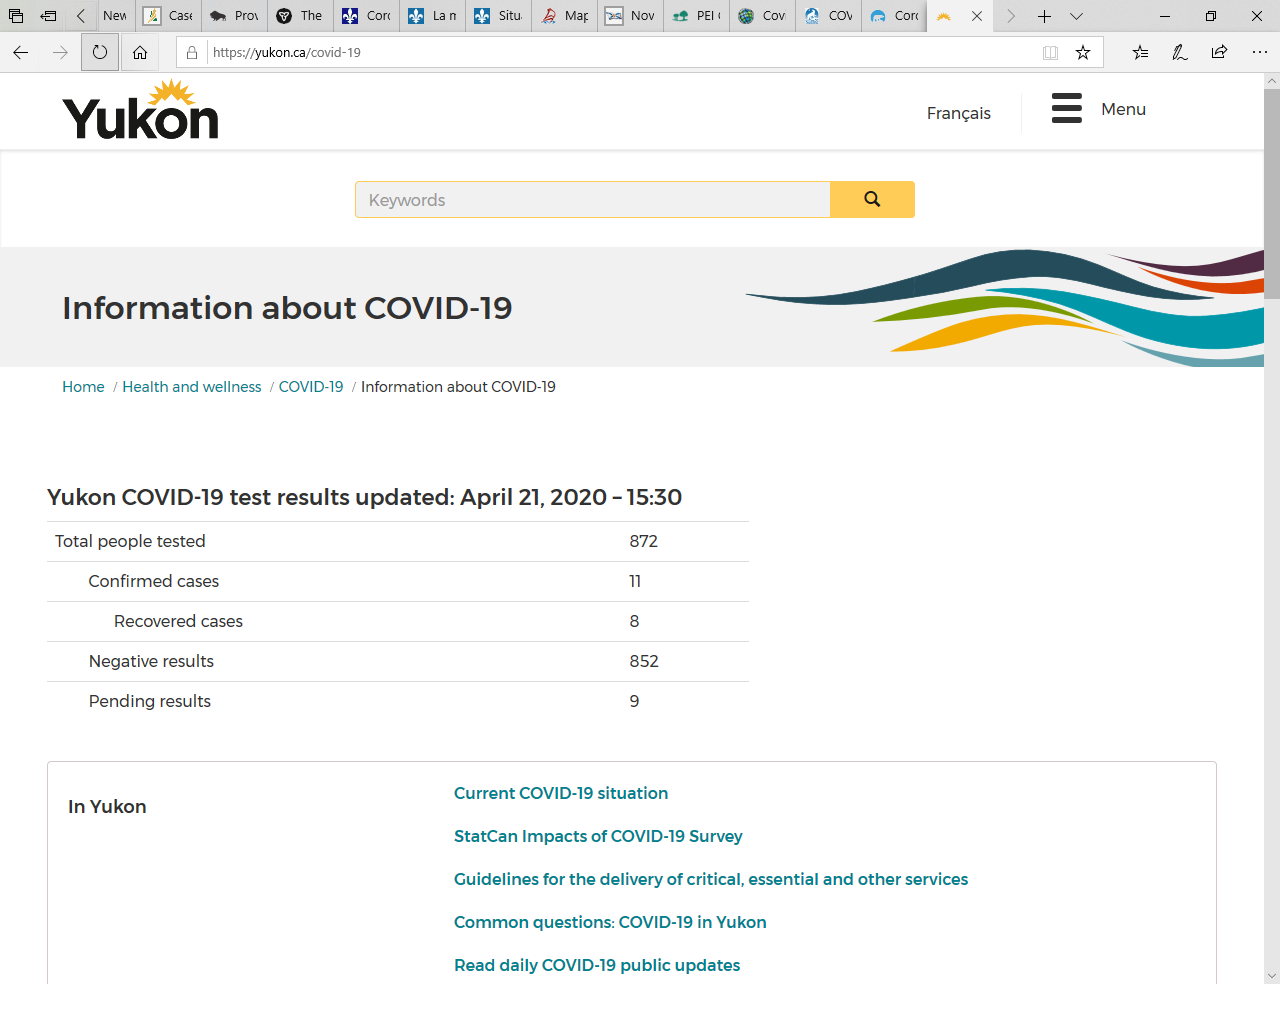 New Case Prov The Coro La m Situ Map Nov PEI C Covi COV Coro
https://yukon.ca/covid-19
Yukon
Français
Menu
Keywords
Information about COVID-19
Home / Health and wellness / COVID-19 / Information about COVID-19
Yukon COVID-19 test results updated: April 21, 2020 – 15:30
Total people tested 872
Confirmed cases 11
Recovered cases 8
Negative results 852
Pending results 9
In Yukon
Current COVID-19 situation
StatCan Impacts of COVID-19 Survey
Guidelines for the delivery of critical, essential and other services
Common questions: COVID-19 in Yukon
Read daily COVID-19 public updates